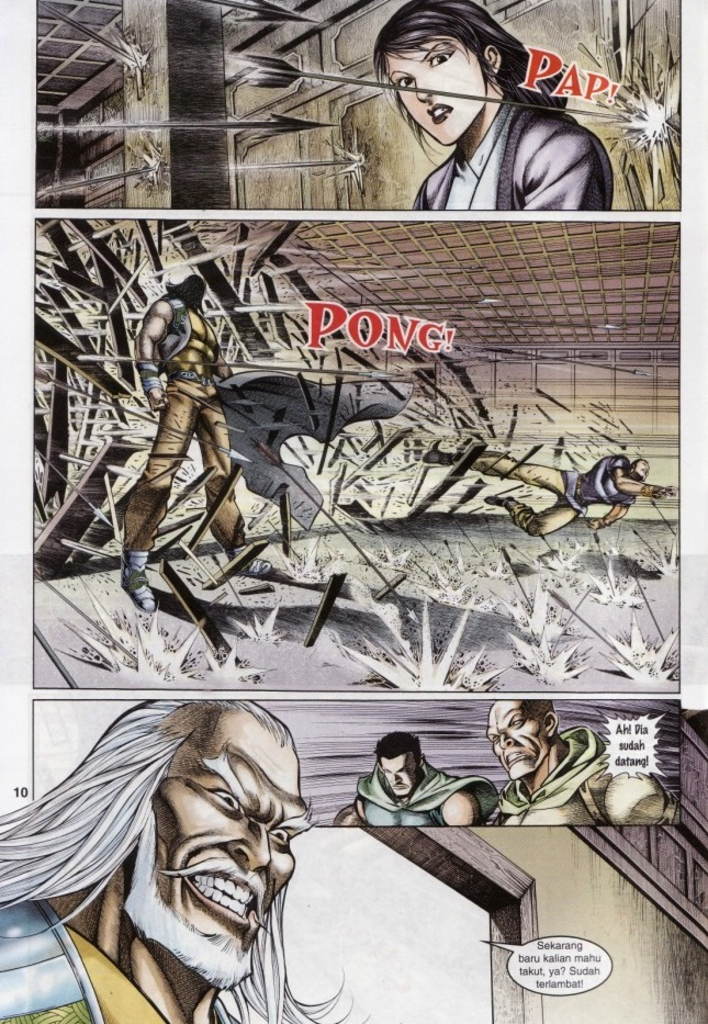 PAP!
PONG!
Ah! Dia
sudah
datang!
10
Sekarang
baru kalian mahu
takut, ya? Sudah
terlambat!